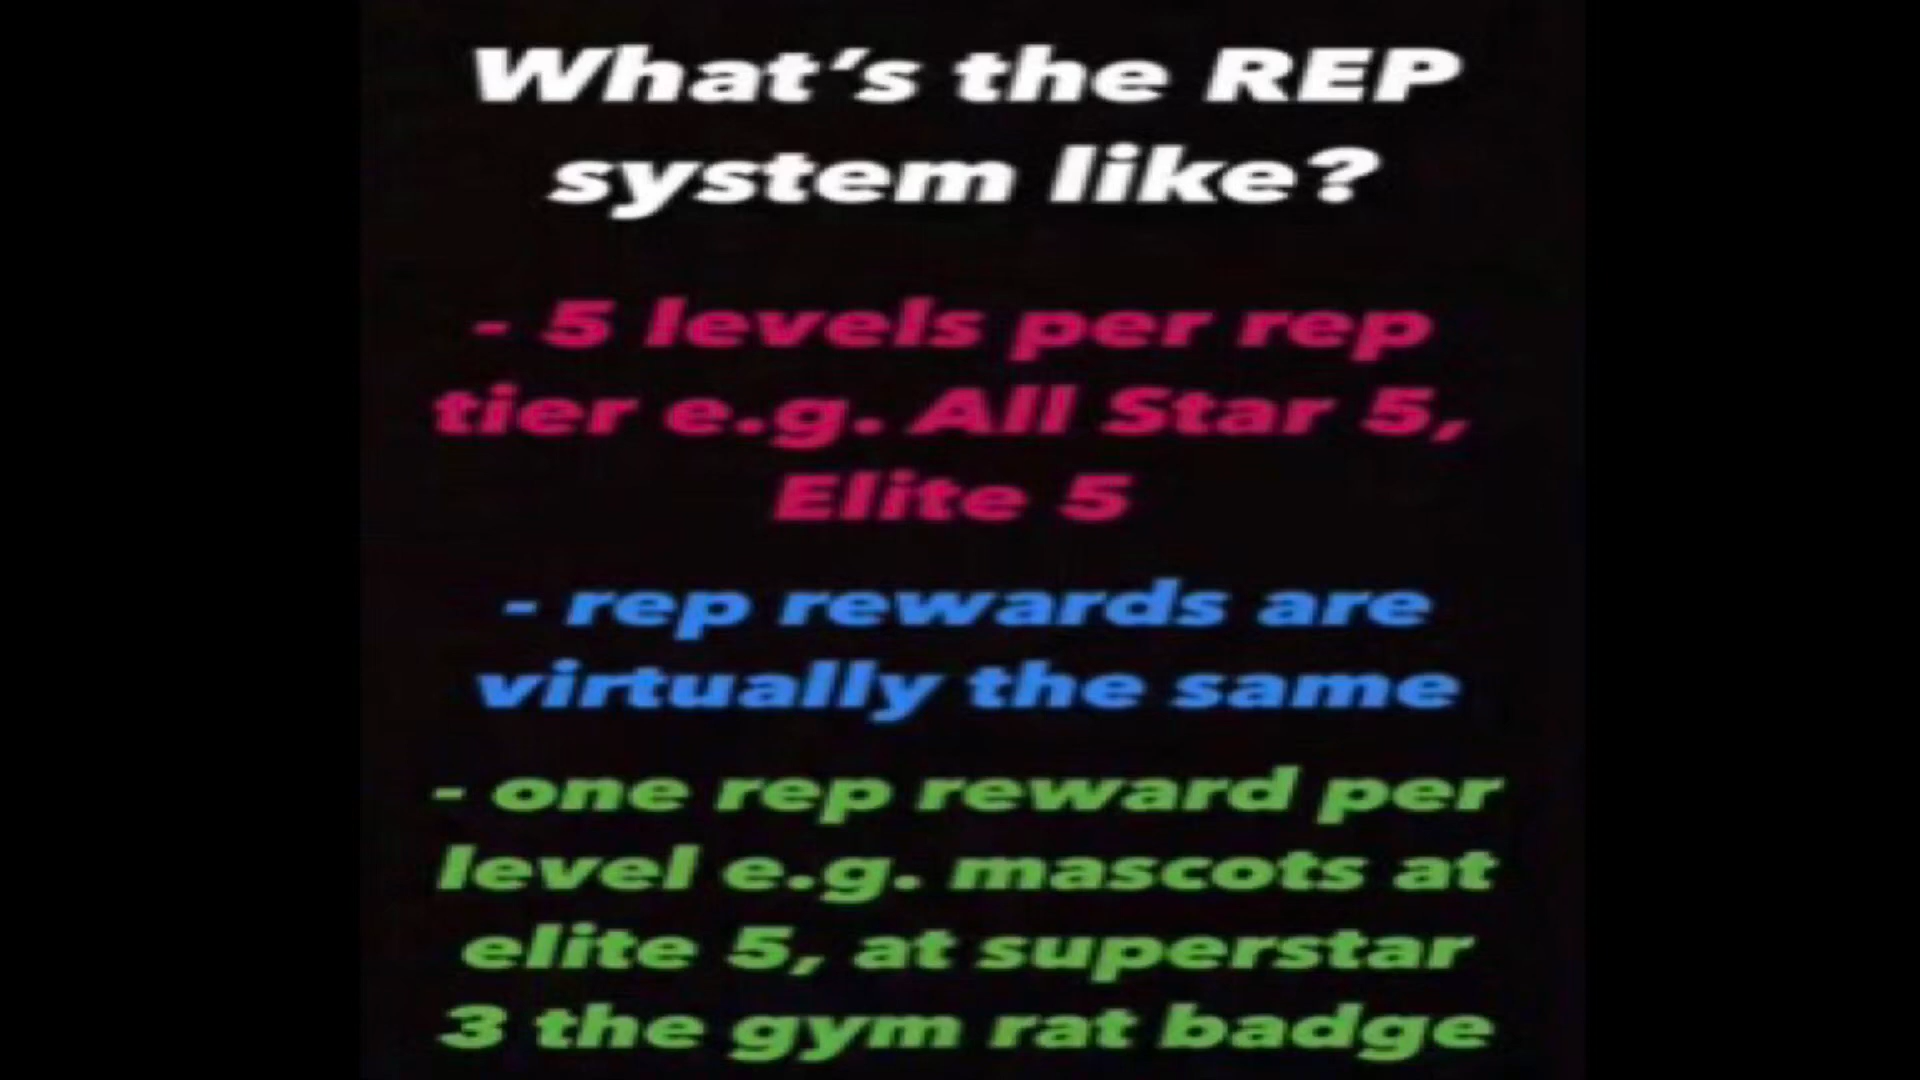 What's the REP
system like?
- 5 levels per rep
tier e.g. All Star 5,
Elite 5
- rep rewards are
virtually the same
- one rep reward per
level e.g. mascots at
elite 5, at superstar
3 the gym rat badge